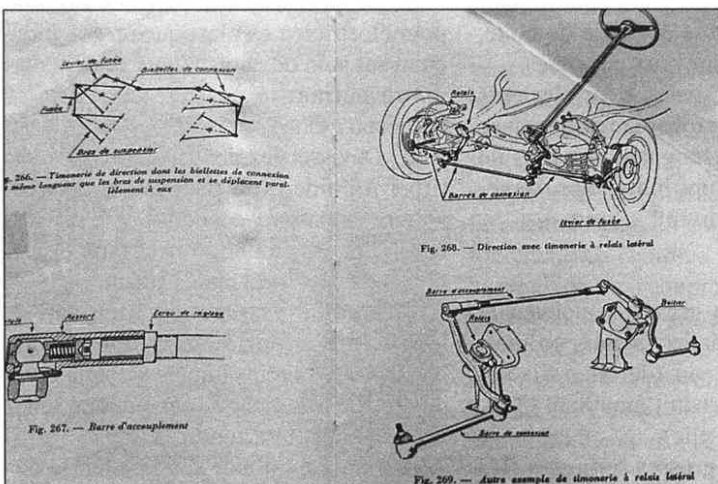 Levier de fusée
Biellettes de connexion
Fusée
Bras de suspension
g. 266. — Timonerie de direction dont les biellettes de connexion
même longueur que les bras de suspension et se déplacent paral-
lèlement à eux
Ressort
Ecrou de réglage
Fig. 267. — Barre d'accouplement
Relais
Barres de connexion
Levier de fusée
Fig. 268. — Direction avec timonerie à relais latéral
Barre d'accouplement
Relais
Boitier
Barre de connexion
Fig. 269. — Autre exemple de timonerie à relais latéral